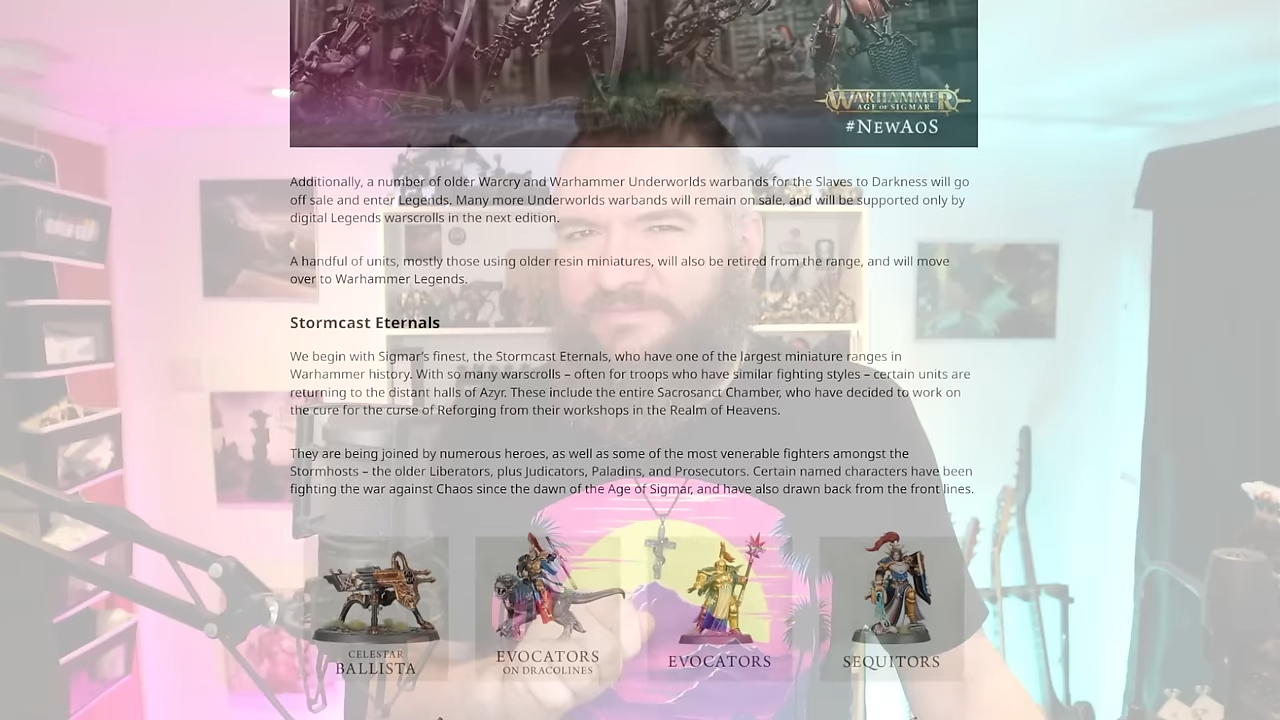 WARHAMMER
AGE OF SIGMAR
#NEWAOS
Additionally, a number of older Warcry and Warhammer Underworlds warbands for the Slaves to Darkness will go
off sale and enter Legends. Many more Underworlds warbands will remain on sale, and will be supported only by
digital Legends warscrolls in the next edition.
A handful of units, mostly those using older resin miniatures, will also be retired from the range, and will move
over to Warhammer Legends.
Stormcast Eternals
We begin with Sigmar's finest, the Stormcast Eternals, who have one of the largest miniature ranges in
Warhammer history. With so many warscrolls – often for troops who have similar fighting styles – certain units are
returning to the distant halls of Azyr. These include the entire Sacrosanct Chamber, who have decided to work on
the cure for the curse of Reforging from their workshops in the Realm of Heavens.
They are being joined by numerous heroes, as well as some of the most venerable fighters amongst the
Stormhosts – the older Liberators, plus Judicators, Paladins, and Prosecutors. Certain named characters have been
fighting the war against Chaos since the dawn of the Age of Sigmar, and have also drawn back from the front lines.
CELESTAR
BALLISTA
EVOCATORS
ON DRACOLINES
EVOCATORS
SEQUITORS